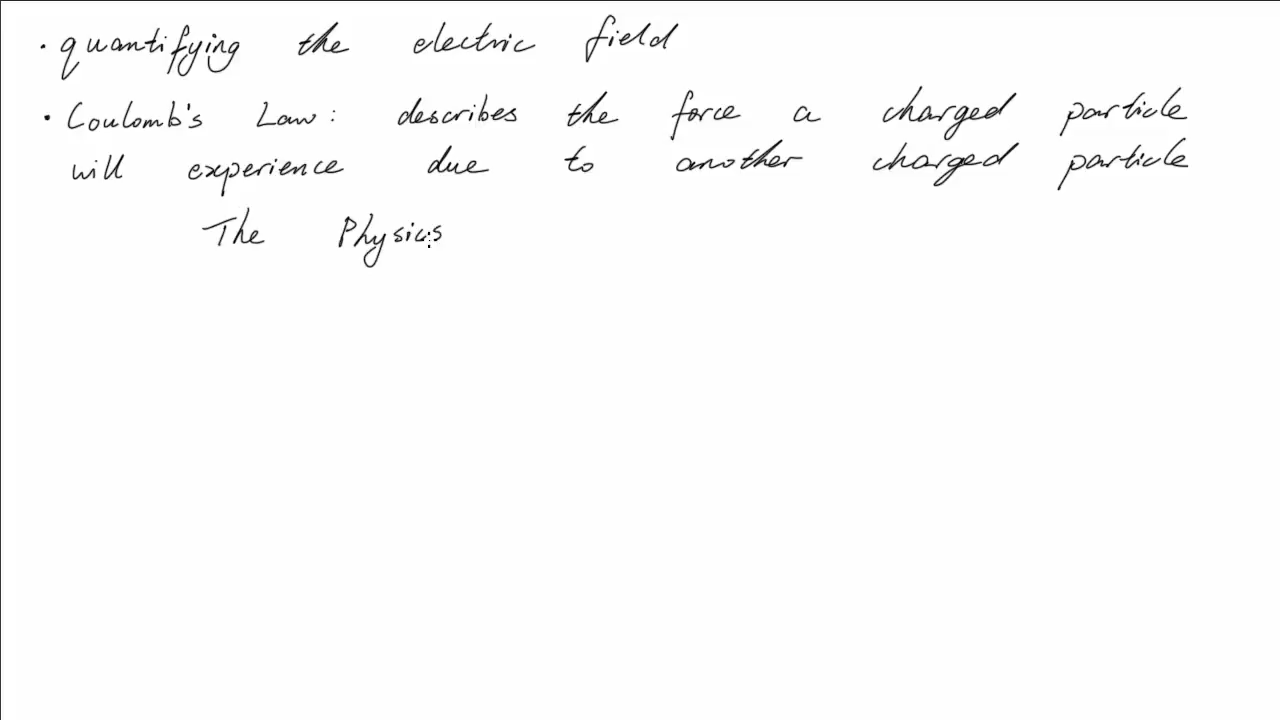 • quantifying the electric field
• Coulomb's Law: describes the force a charged particle
will experience due to another charged particle
The Physics